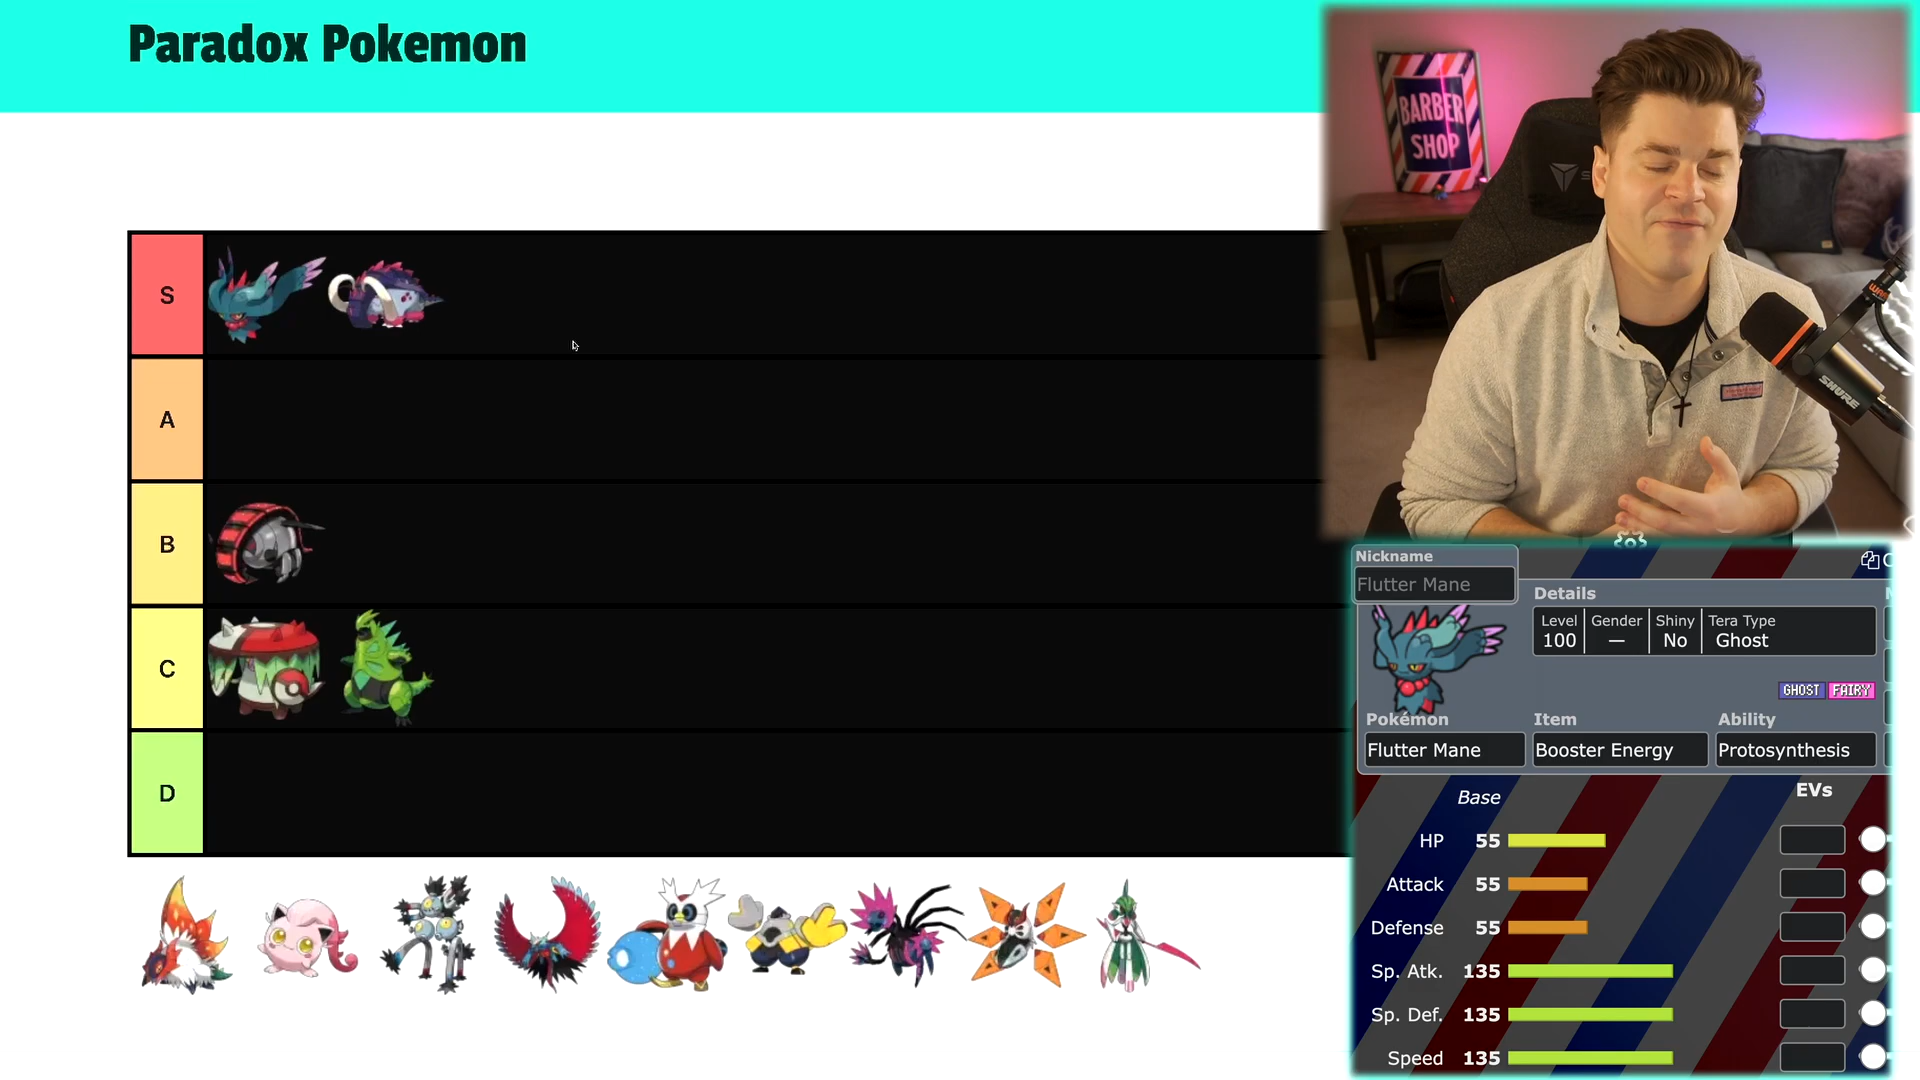 Paradox Pokemon
BARBER
SHOP
S
A
B
C
D
SHURE
Nickname
Flutter Mane
Details
Level Gender Shiny Tera Type
100 — No Ghost
GHOST FAIRY
Pokémon Item Ability
Flutter Mane Booster Energy Protosynthesis
Base EVs
HP 55
Attack 55
Defense 55
Sp. Atk. 135
Sp. Def. 135
Speed 135